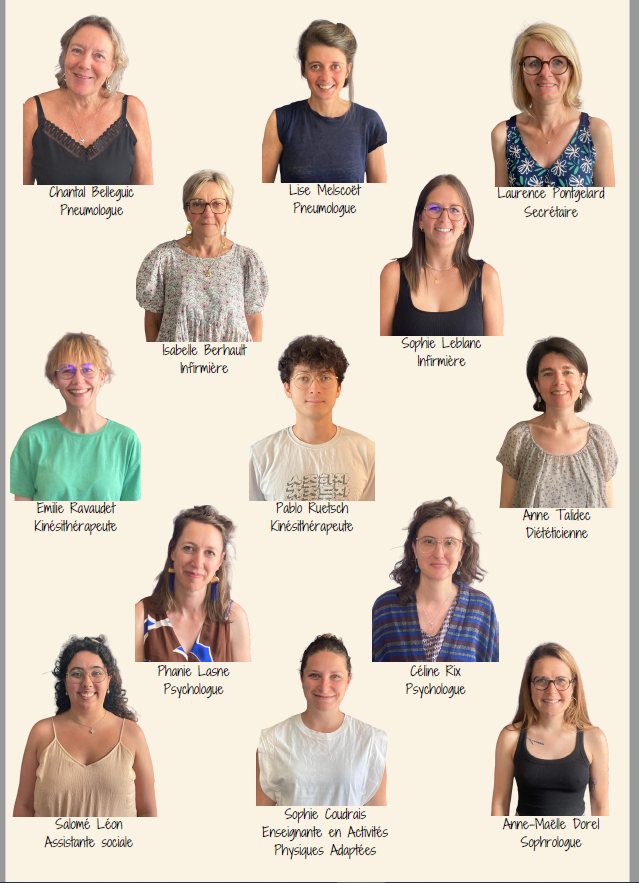 Chantal Belleguic
Pneumologue
Lise Melscoët
Pneumologue
Laurence Pontgelard
Secrétaire
Isabelle Berhault
Infirmière
Sophie Leblanc
Infirmière
Emilie Ravaudet
Kinésithérapeute
Pablo Ruetsch
Kinésithérapeute
Anne Talidec
Diététicienne
Phanie Lasne
Psychologue
Céline Rix
Psychologue
Salomé Léon
Assistante sociale
Sophie Coudrais
Enseignante en Activités
Physiques Adaptées
Anne-Maëlle Dorel
Sophrologue